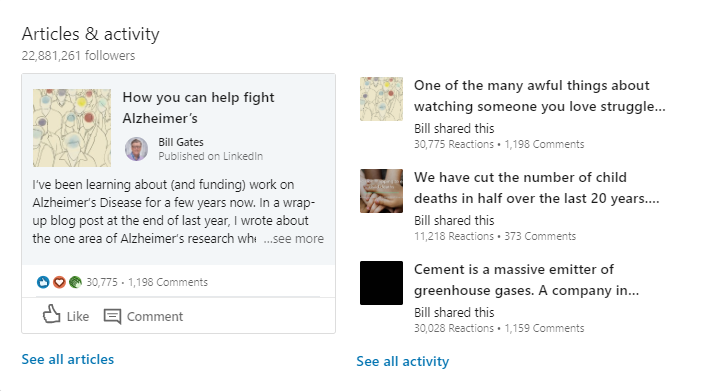 Articles & activity
22,881,261 followers
How you can help fight
Alzheimer's
Bill Gates
Published on LinkedIn
I've been learning about (and funding) work on
Alzheimer's Disease for a few years now. In a wrap-
up blog post at the end of last year, I wrote about
the one area of Alzheimer's research whe ...see more
30,775 • 1,198 Comments
Like Comment
See all articles
One of the many awful things about
watching someone you love struggle...
Bill shared this
30,775 Reactions • 1,198 Comments
We have cut the number of child
deaths in half over the last 20 years....
Bill shared this
11,218 Reactions • 373 Comments
Cement is a massive emitter of
greenhouse gases. A company in...
Bill shared this
30,028 Reactions • 1,159 Comments
See all activity